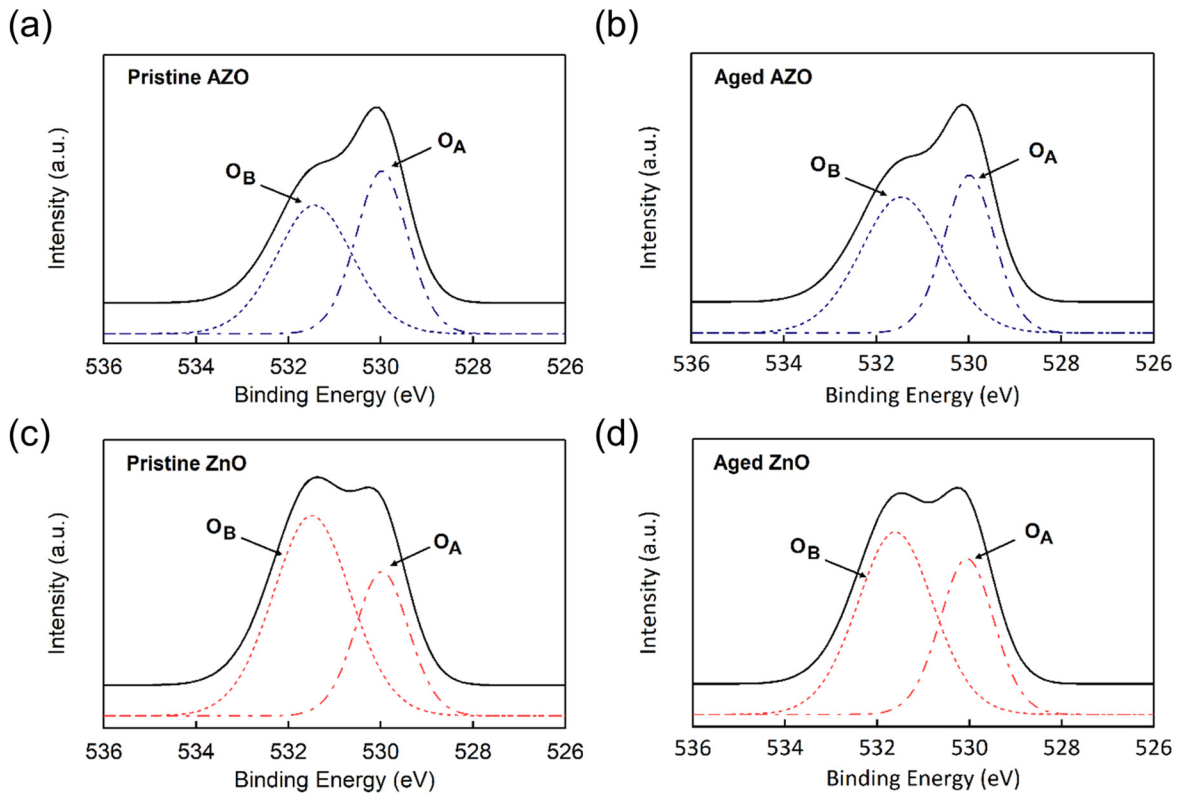 (a)
Pristine AZO
O_B
O_A
Intensity (a.u.)
536 534 532 530 528 526
Binding Energy (eV)
(b)
Aged AZO
O_B
O_A
Intensity (a.u.)
536 534 532 530 528 526
Binding Energy (eV)
(c)
Pristine ZnO
O_B
O_A
Intensity (a.u.)
536 534 532 530 528 526
Binding Energy (eV)
(d)
Aged ZnO
O_B
O_A
Intensity (a.u.)
536 534 532 530 528 526
Binding Energy (eV)